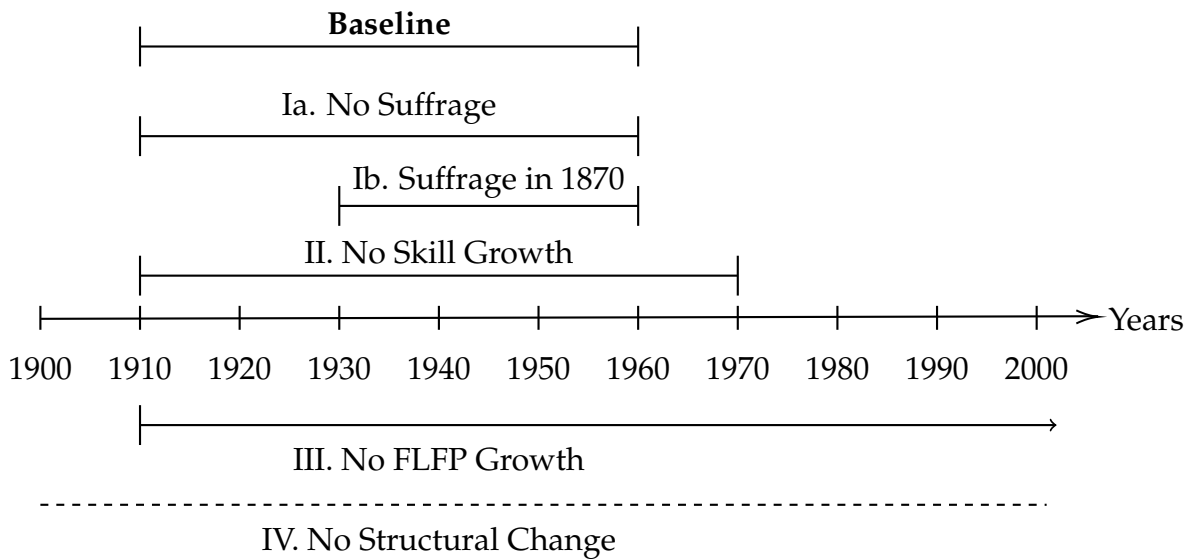 Baseline
Ia. No Suffrage
Ib. Suffrage in 1870
II. No Skill Growth
Years
1900 1910 1920 1930 1940 1950 1960 1970 1980 1990 2000
III. No FLFP Growth
IV. No Structural Change